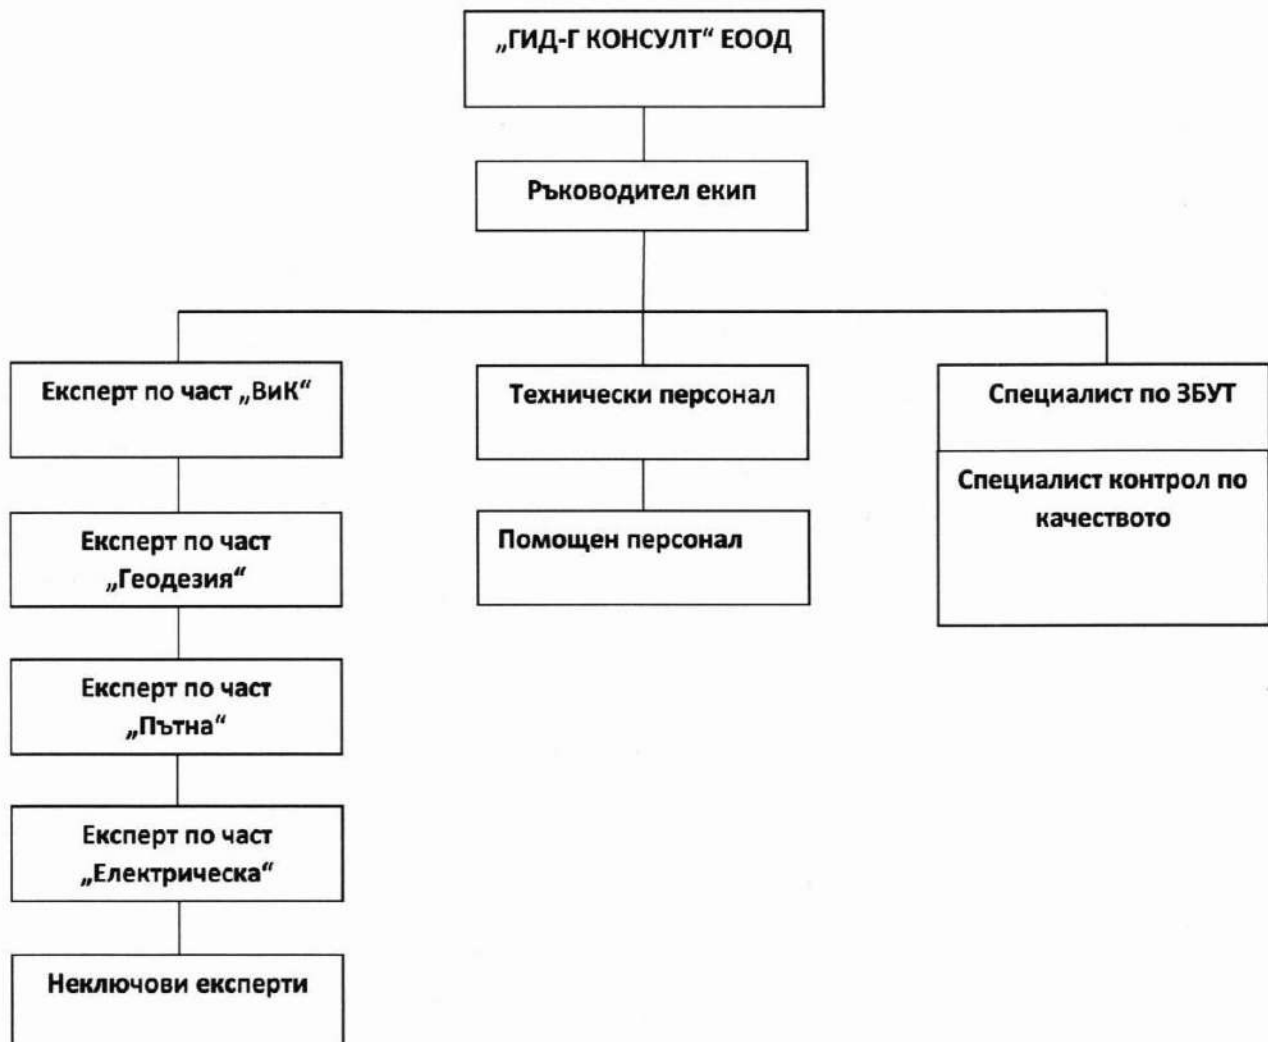 „ГИД-Г КОНСУЛТ“ ЕООД
Ръководител екип
Експерт по част „ВиК“
Технически персонал
Специалист по ЗБУТ
Специалист контрол по
качеството
Експерт по част
„Геодезия“
Помощен персонал
Експерт по част
„Пътна“
Експерт по част
„Електрическа“
Неключови експерти